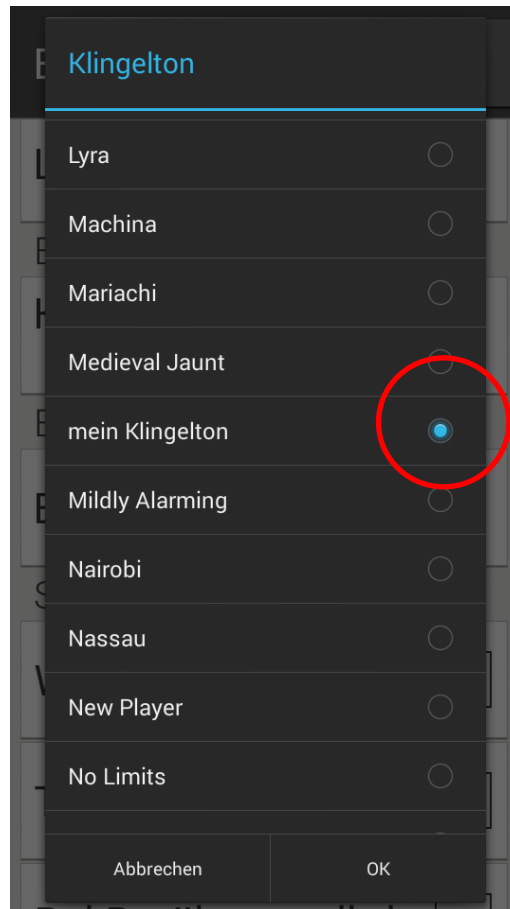 Klingelton
Lyra
Machina
Mariachi
Medieval Jaunt
mein Klingelton
Mildly Alarming
Nairobi
Nassau
New Player
No Limits
Abbrechen OK